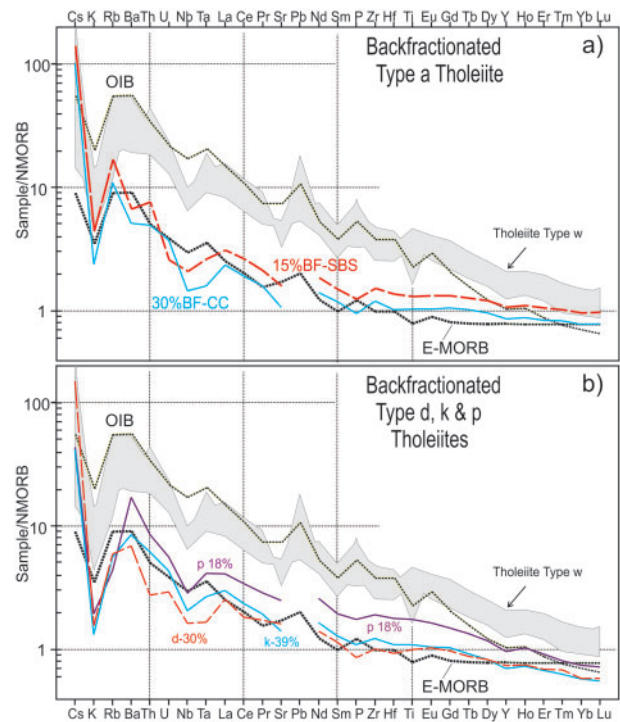 Cs K Rb Ba Th U Nb Ta La Ce Pr Sr Pb Nd Sm P Zr Hf Ti Eu Gd Tb Dy Y Ho Er Tm Yb Lu
Backfractionated
Type a Tholeiite
a)
100
10
1
Sample/NMORB
OIB
Tholeiite Type w
15%BF-SBS
30%BF-CC
E-MORB
Backfractionated
Type d, k & p
Tholeiites
b)
100
10
1
Sample/NMORB
OIB
Tholeiite Type w
p 18%
p 18%
d-30%
k-39%
E-MORB
Cs K Rb Ba Th U Nb Ta La Ce Pr Sr Pb Nd Sm P Zr Hf Ti Eu Gd Tb Dy Y Ho Er Tm Yb Lu